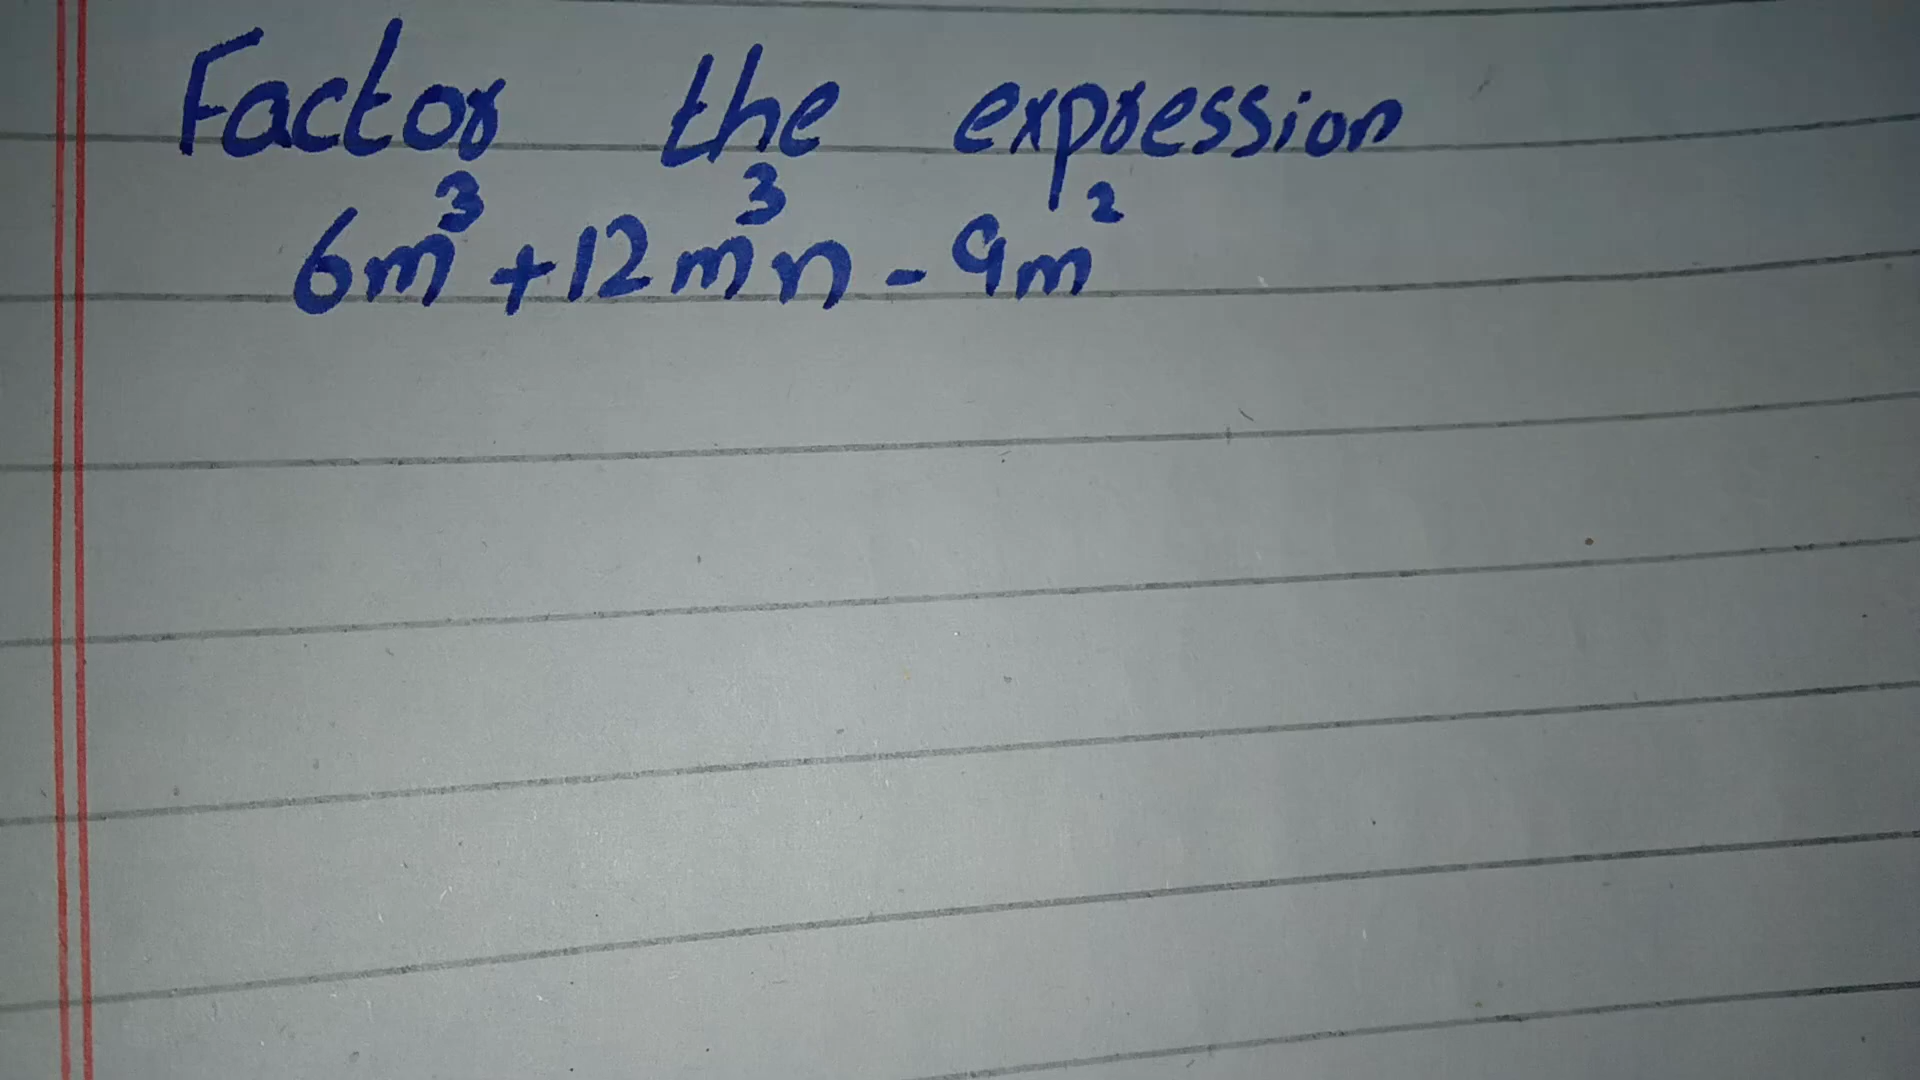 Factor the expression
6m³+12m³n-9m²